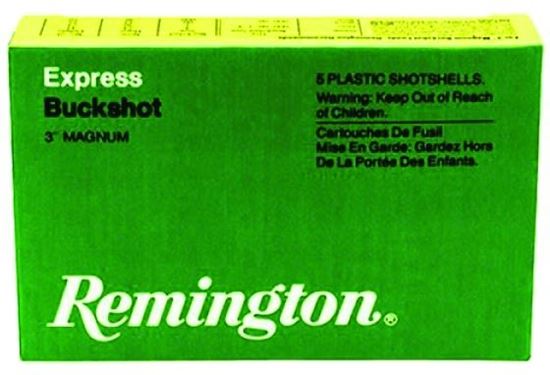 Express
Buckshot
3" MAGNUM
5 PLASTIC SHOTSHELLS.
Warning: Keep Out of Reach
of Children.
Cartouches De Fusil
Mise En Garde: Gardez Hors
De La Portée Des Enfants.
Remington®